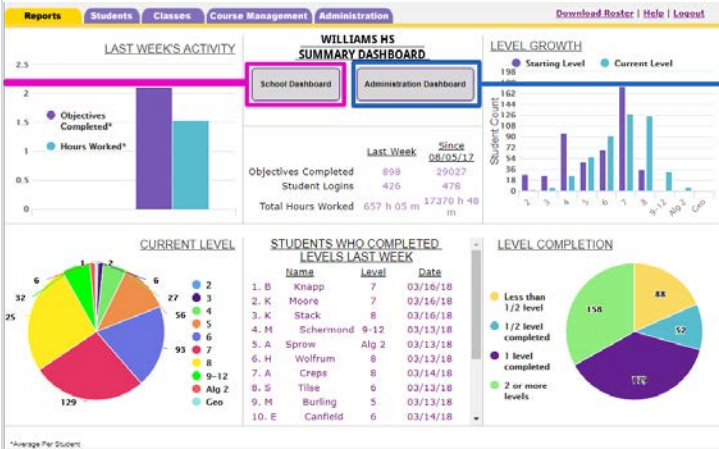 Reports Students Classes Course Management Administration Download Roster | Help | Logout
LAST WEEK'S ACTIVITY
2.5
2
1.5
1
0.5
0
Objectives
Completed*
Hours Worked*
WILLIAMS HS
SUMMARY DASHBOARD
School Dashboard Administration Dashboard
Last Week Since
08/05/17
Objectives Completed 898 29027
Student Logins 426 478
Total Hours Worked 657 h 05 m 17370 h 48
m
LEVEL GROWTH
Starting Level Current Level
Student Count
198
162
144
126
108
90
72
54
36
18
0
2 3 4 5 6 7 8 9-12 Alg 2 Geo
CURRENT LEVEL
1 2
6 6
32 27
25 56
93
129
2
3
4
5
6
7
8
9-12
Alg 2
Geo
STUDENTS WHO COMPLETED
LEVELS LAST WEEK
Name Level Date
1. B Knapp 7 03/16/18
2. K Moore 7 03/16/18
3. K Stack 8 03/16/18
4. M Schermond 9-12 03/13/18
5. A Sprow Alg 2 03/13/18
6. H Wolfrum 8 03/13/18
7. A Creps 8 03/14/18
8. S Tilse 6 03/13/18
9. M Burling 5 03/13/18
10. E Canfield 6 03/14/18
LEVEL COMPLETION
Less than
1/2 level
1/2 level
completed
1 level
completed
2 or more
levels
88
52
158
*Average Per Student